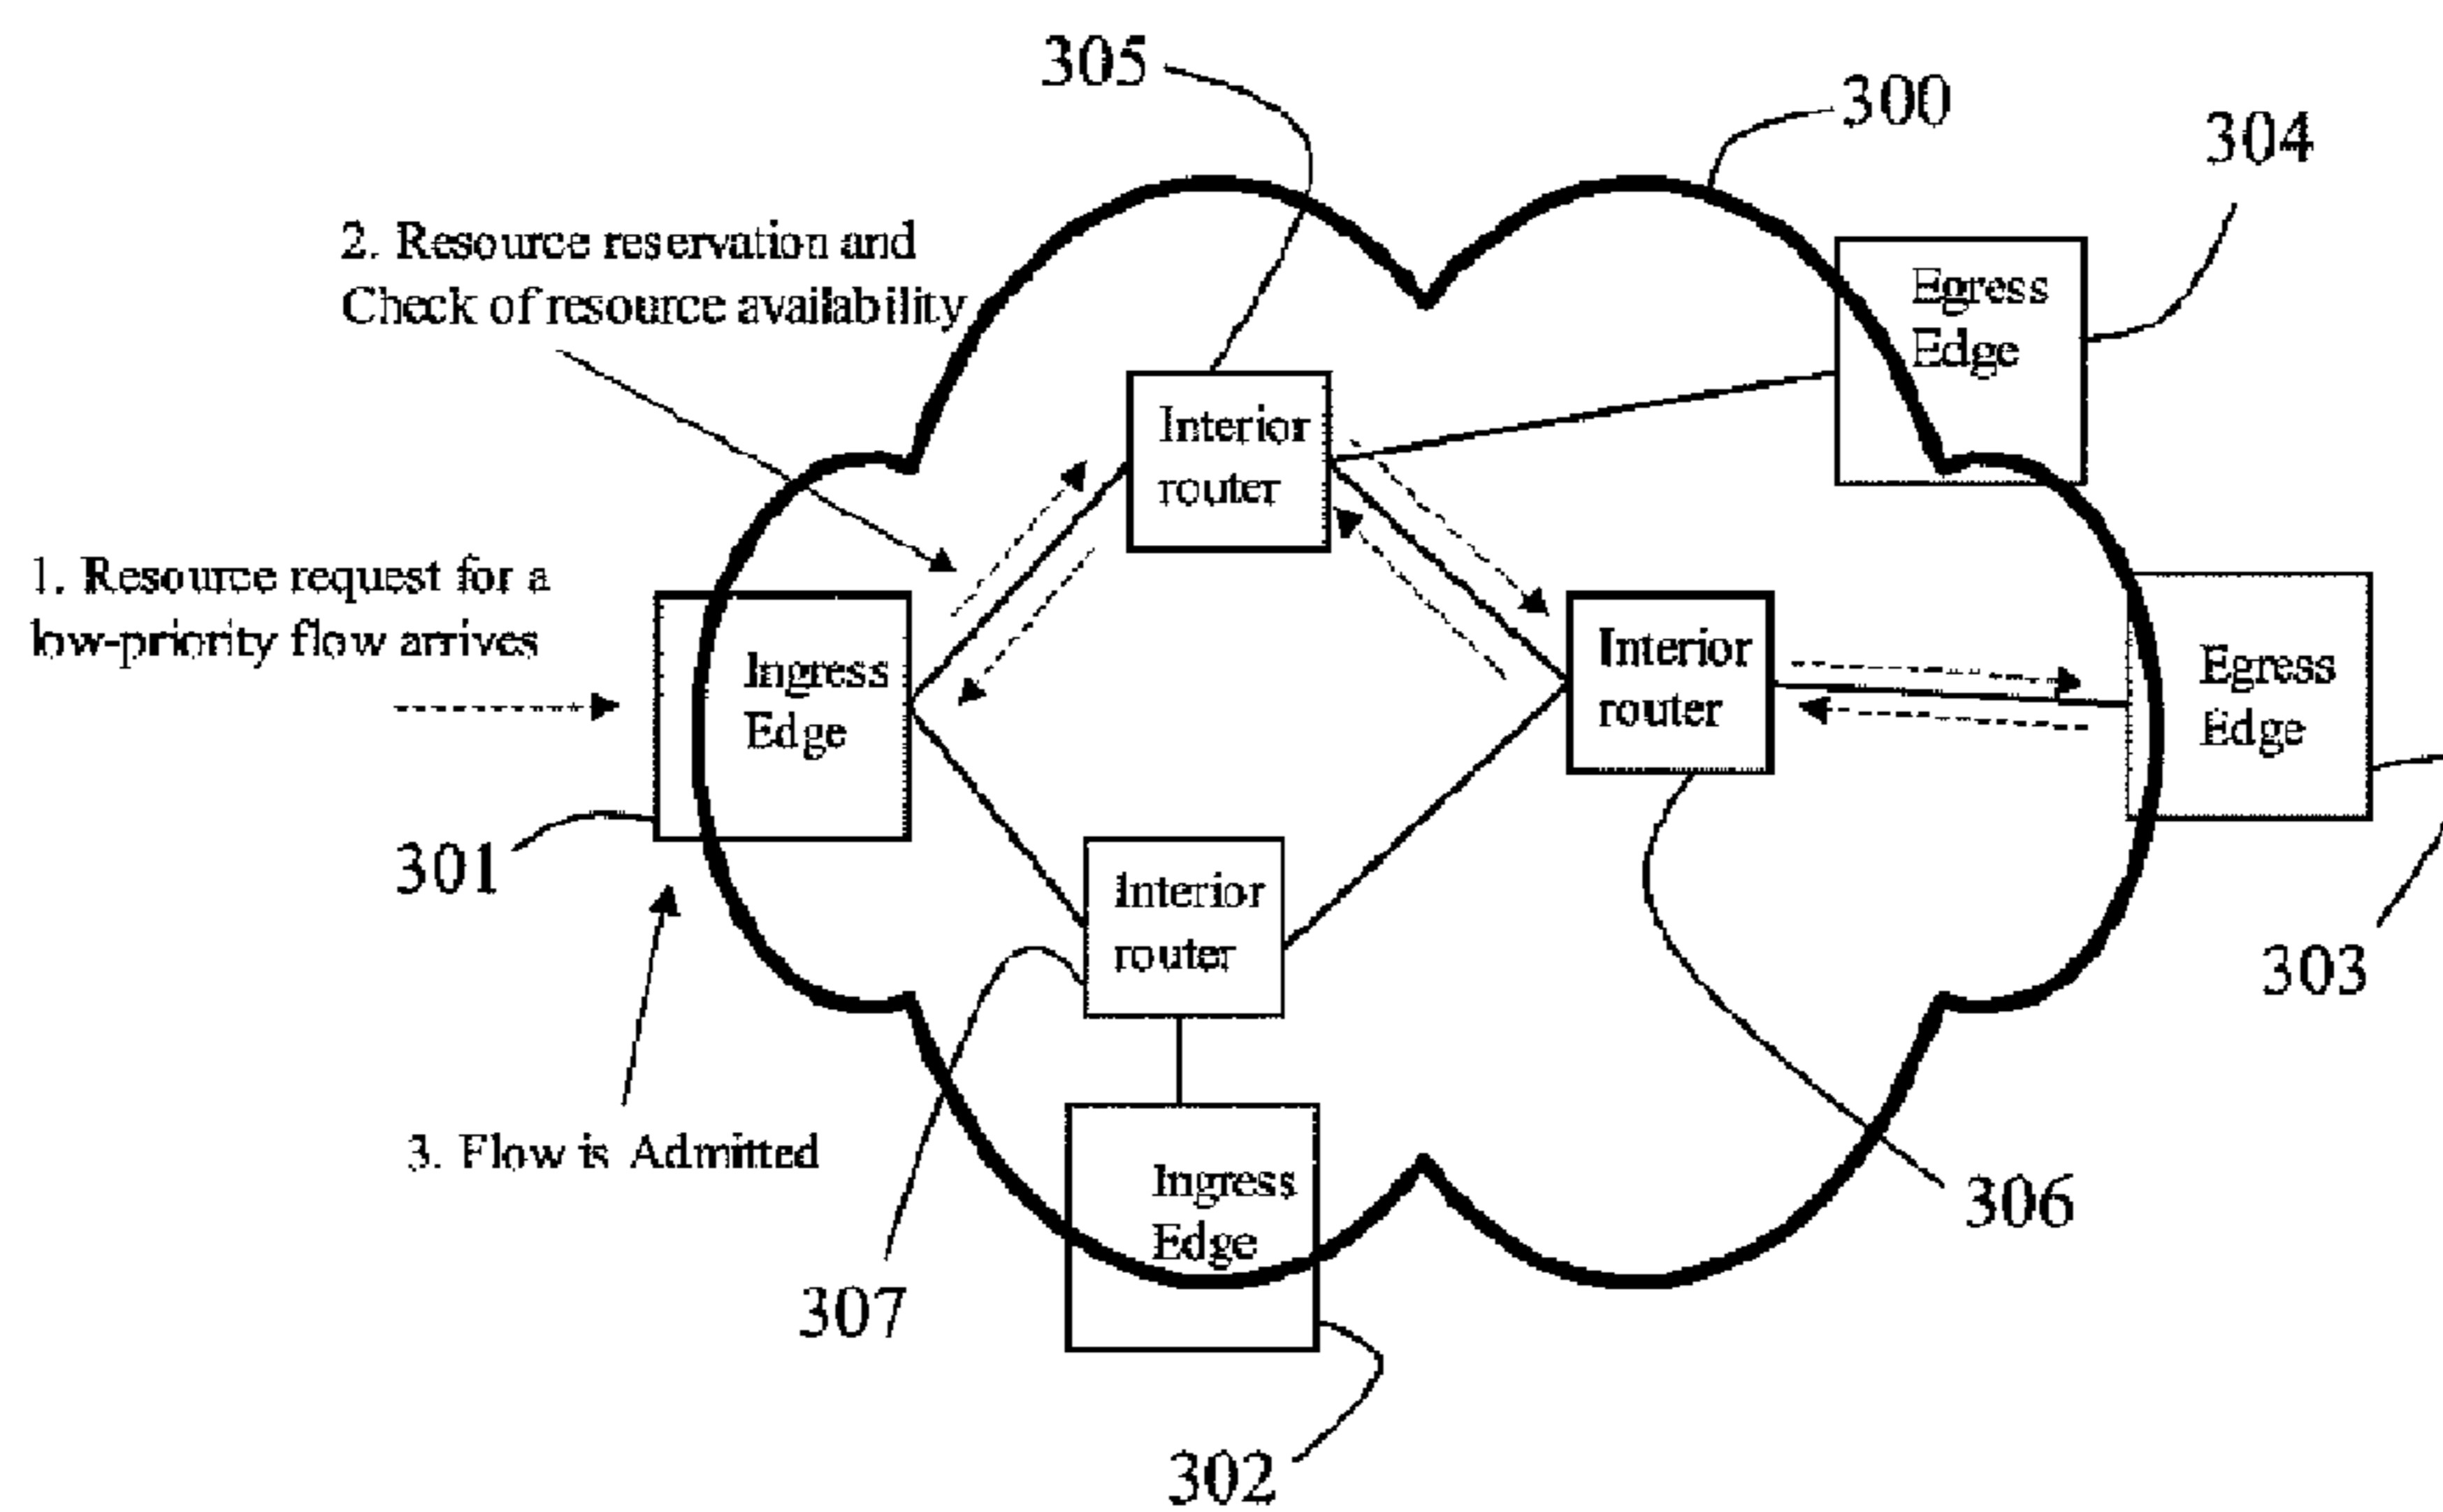 305
300
304
2. Resource reservation and
Check of resource availability
Egress
Edge
Interior
router
1. Resource request for a
low-priority flow arrives
Ingress
Edge
Interior
router
Egress
Edge
301
Interior
router
303
3. Flow is Admitted
Ingress
Edge
306
307
302